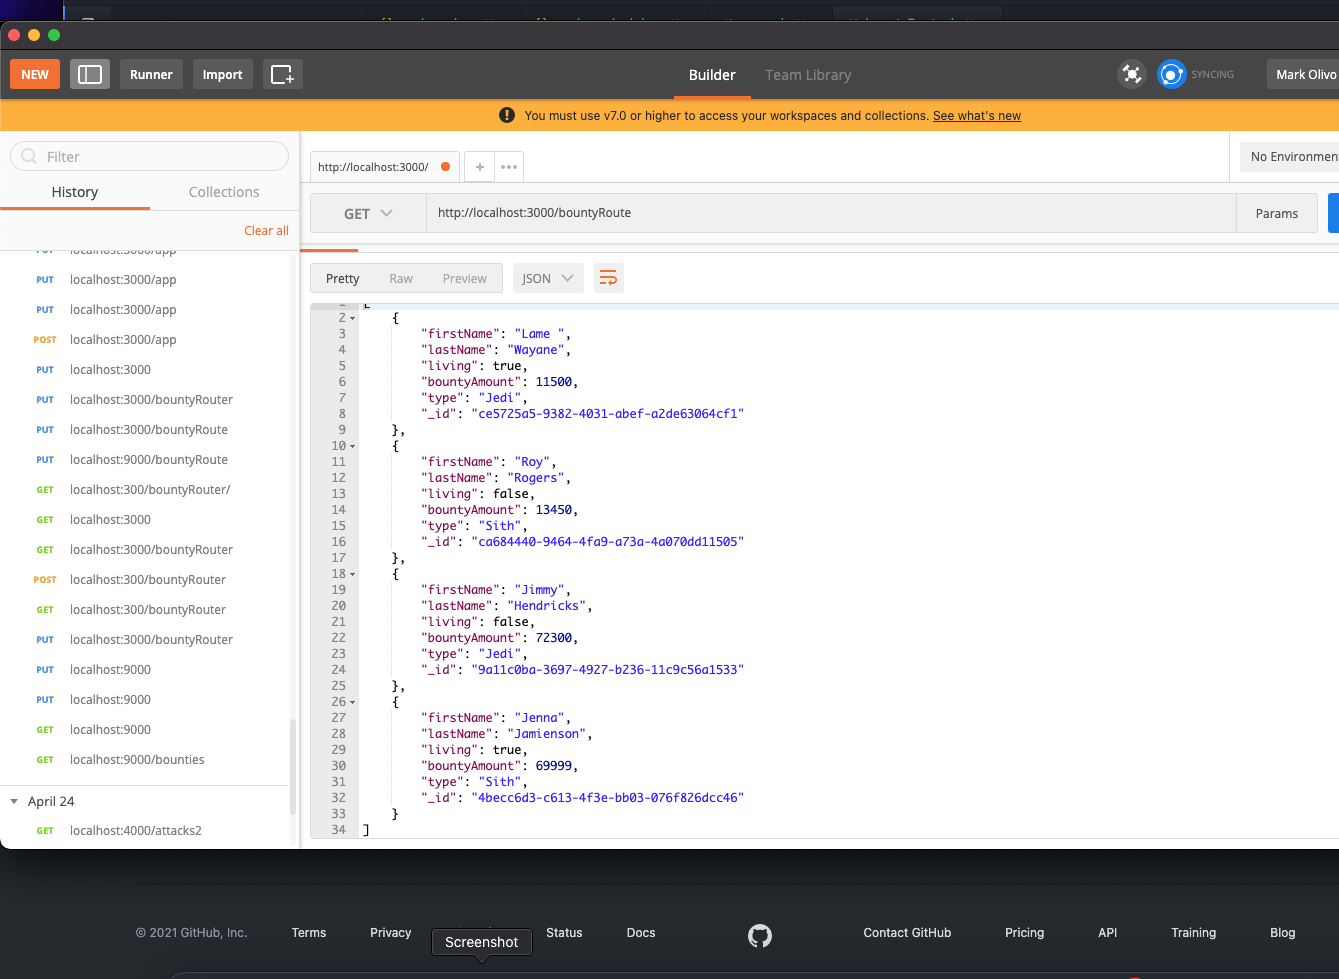 NEW
Runner
Import
Builder
Team Library
SYNCING
Mark Olivo
You must use v7.0 or higher to access your workspaces and collections. See what's new
Filter
History
Collections
Clear all
PUT localhost:3000/app
PUT localhost:3000/app
PUT localhost:3000/app
POST localhost:3000/app
PUT localhost:3000
PUT localhost:3000/bountyRouter
PUT localhost:3000/bountyRoute
PUT localhost:9000/bountyRoute
GET localhost:300/bountyRouter/
GET localhost:3000
GET localhost:3000/bountyRouter
POST localhost:300/bountyRouter
GET localhost:300/bountyRouter
PUT localhost:3000/bountyRouter
PUT localhost:9000
PUT localhost:9000
GET localhost:9000
GET localhost:9000/bounties
April 24
GET localhost:4000/attacks2
http://localhost:3000/
No Environmen
GET
http://localhost:3000/bountyRoute
Params
Pretty
Raw
Preview
JSON
1 [
2 {
3 "firstName": "Lame ",
4 "lastName": "Wayane",
5 "living": true,
6 "bountyAmount": 11500,
7 "type": "Jedi",
8 "_id": "ce5725a5-9382-4031-abef-a2de63064cf1"
9 },
10 {
11 "firstName": "Roy",
12 "lastName": "Rogers",
13 "living": false,
14 "bountyAmount": 13450,
15 "type": "Sith",
16 "_id": "ca684440-9464-4fa9-a73a-4a070dd11505"
17 },
18 {
19 "firstName": "Jimmy",
20 "lastName": "Hendricks",
21 "living": false,
22 "bountyAmount": 72300,
23 "type": "Jedi",
24 "_id": "9a11c0ba-3697-4927-b236-11c9c56a1533"
25 },
26 {
27 "firstName": "Jenna",
28 "lastName": "Jamienson",
29 "living": true,
30 "bountyAmount": 69999,
31 "type": "Sith",
32 "_id": "4becc6d3-c613-4f3e-bb03-076f826dcc46"
33 }
34 ]
© 2021 GitHub, Inc.
Terms
Privacy
Screenshot
Status
Docs
Contact GitHub
Pricing
API
Training
Blog